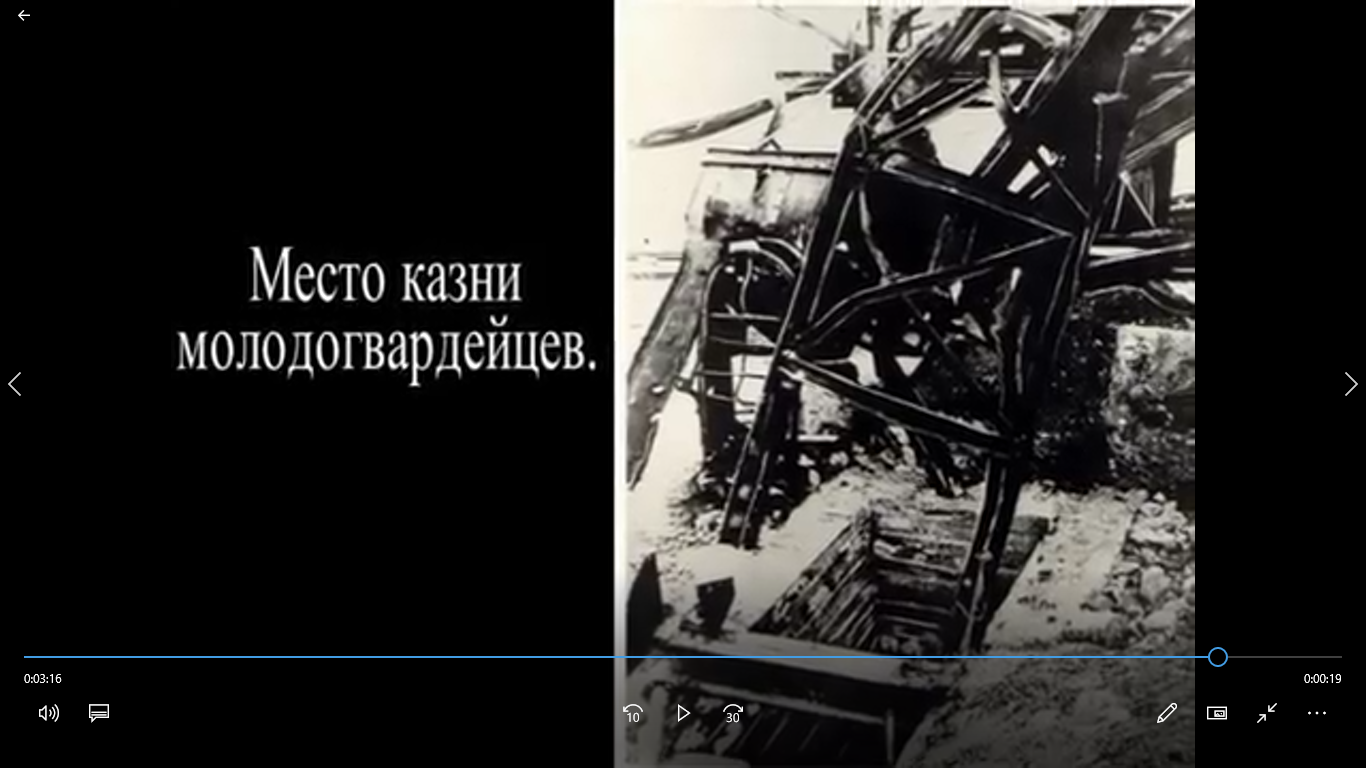 Место казни
молодогвардейцев.
0:03:16
0:00:19
10
30